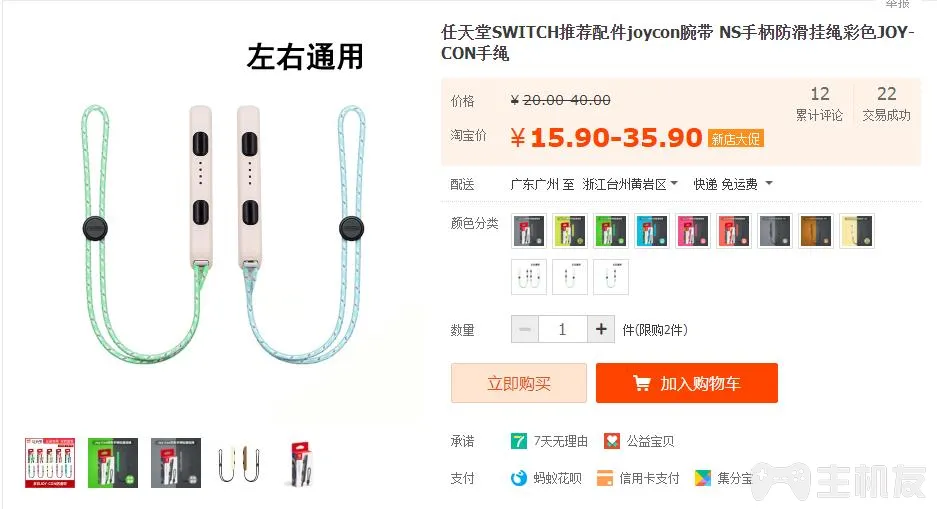 举报
左右通用
任天堂SWITCH推荐配件joycon腕带 NS手柄防滑挂绳彩色JOY-
CON手绳
价格
¥ 20.00-40.00
12
累计评论
22
交易成功
淘宝价
¥ 15.90-35.90 新店大促
配送
广东广州 至 浙江台州黄岩区 快递 免运费
颜色分类
数量
1
件(限购2件)
立即购买
加入购物车
承诺
7 7天无理由
公益宝贝
支付
蚂蚁花呗
信用卡支付
集分宝
主机友